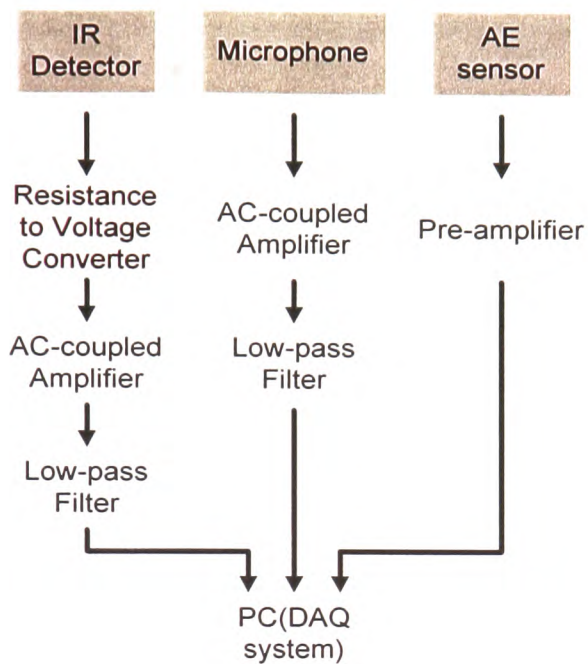 IR
Detector
Microphone
AE
sensor
Resistance
to Voltage
Converter
AC-coupled
Amplifier
Low-pass
Filter
AC-coupled
Amplifier
Low-pass
Filter
Pre-amplifier
PC(DAQ
system)